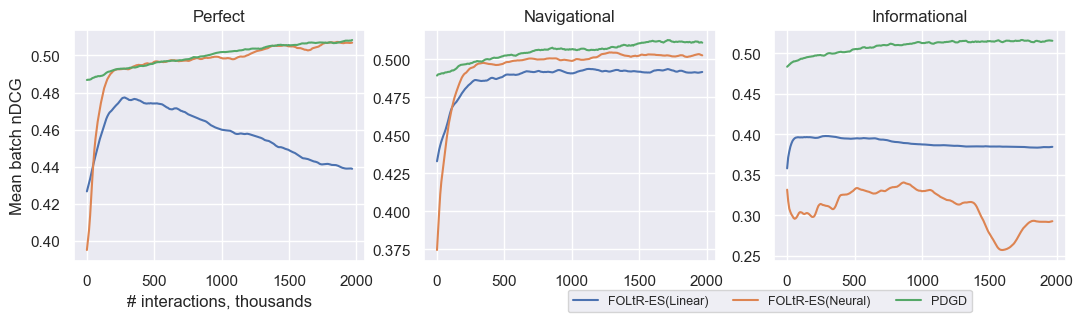 Perfect
Navigational
Informational
Mean batch nDCG
0.50
0.48
0.46
0.44
0.42
0.40
0 500 1000 1500 2000
# interactions, thousands
0.500
0.475
0.450
0.425
0.400
0.375
0 500 1000 1500 2000
0.50
0.45
0.40
0.35
0.30
0.25
0 500 1000 1500 2000
FOLtR-ES(Linear) FOLtR-ES(Neural) PDGD